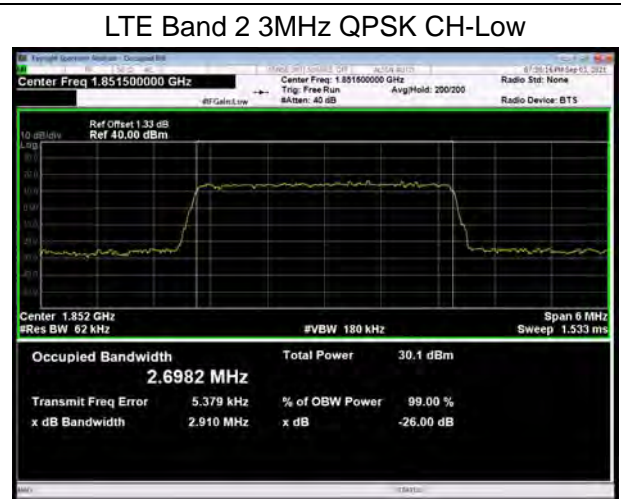 LTE Band 2 3MHz QPSK CH-Low
Keysight Spectrum Analyzer - Occupied BW
Center Freq 1.851500000 GHz
Center Freq: 1.851500000 GHz
Radio Std: None
Trig: Free Run
Avg|Hold: 200/200
#IFGain:Low
#Atten: 40 dB
Radio Device: BTS
Ref Offset 1.33 dB
10 dB/div
Ref 40.00 dBm
Log
Center 1.852 GHz
Span 6 MHz
#Res BW 62 kHz
#VBW 180 kHz
Sweep 1.533 ms
Occupied Bandwidth
Total Power
30.1 dBm
2.6982 MHz
Transmit Freq Error
5.379 kHz
% of OBW Power
99.00 %
x dB Bandwidth
2.910 MHz
x dB
-26.00 dB